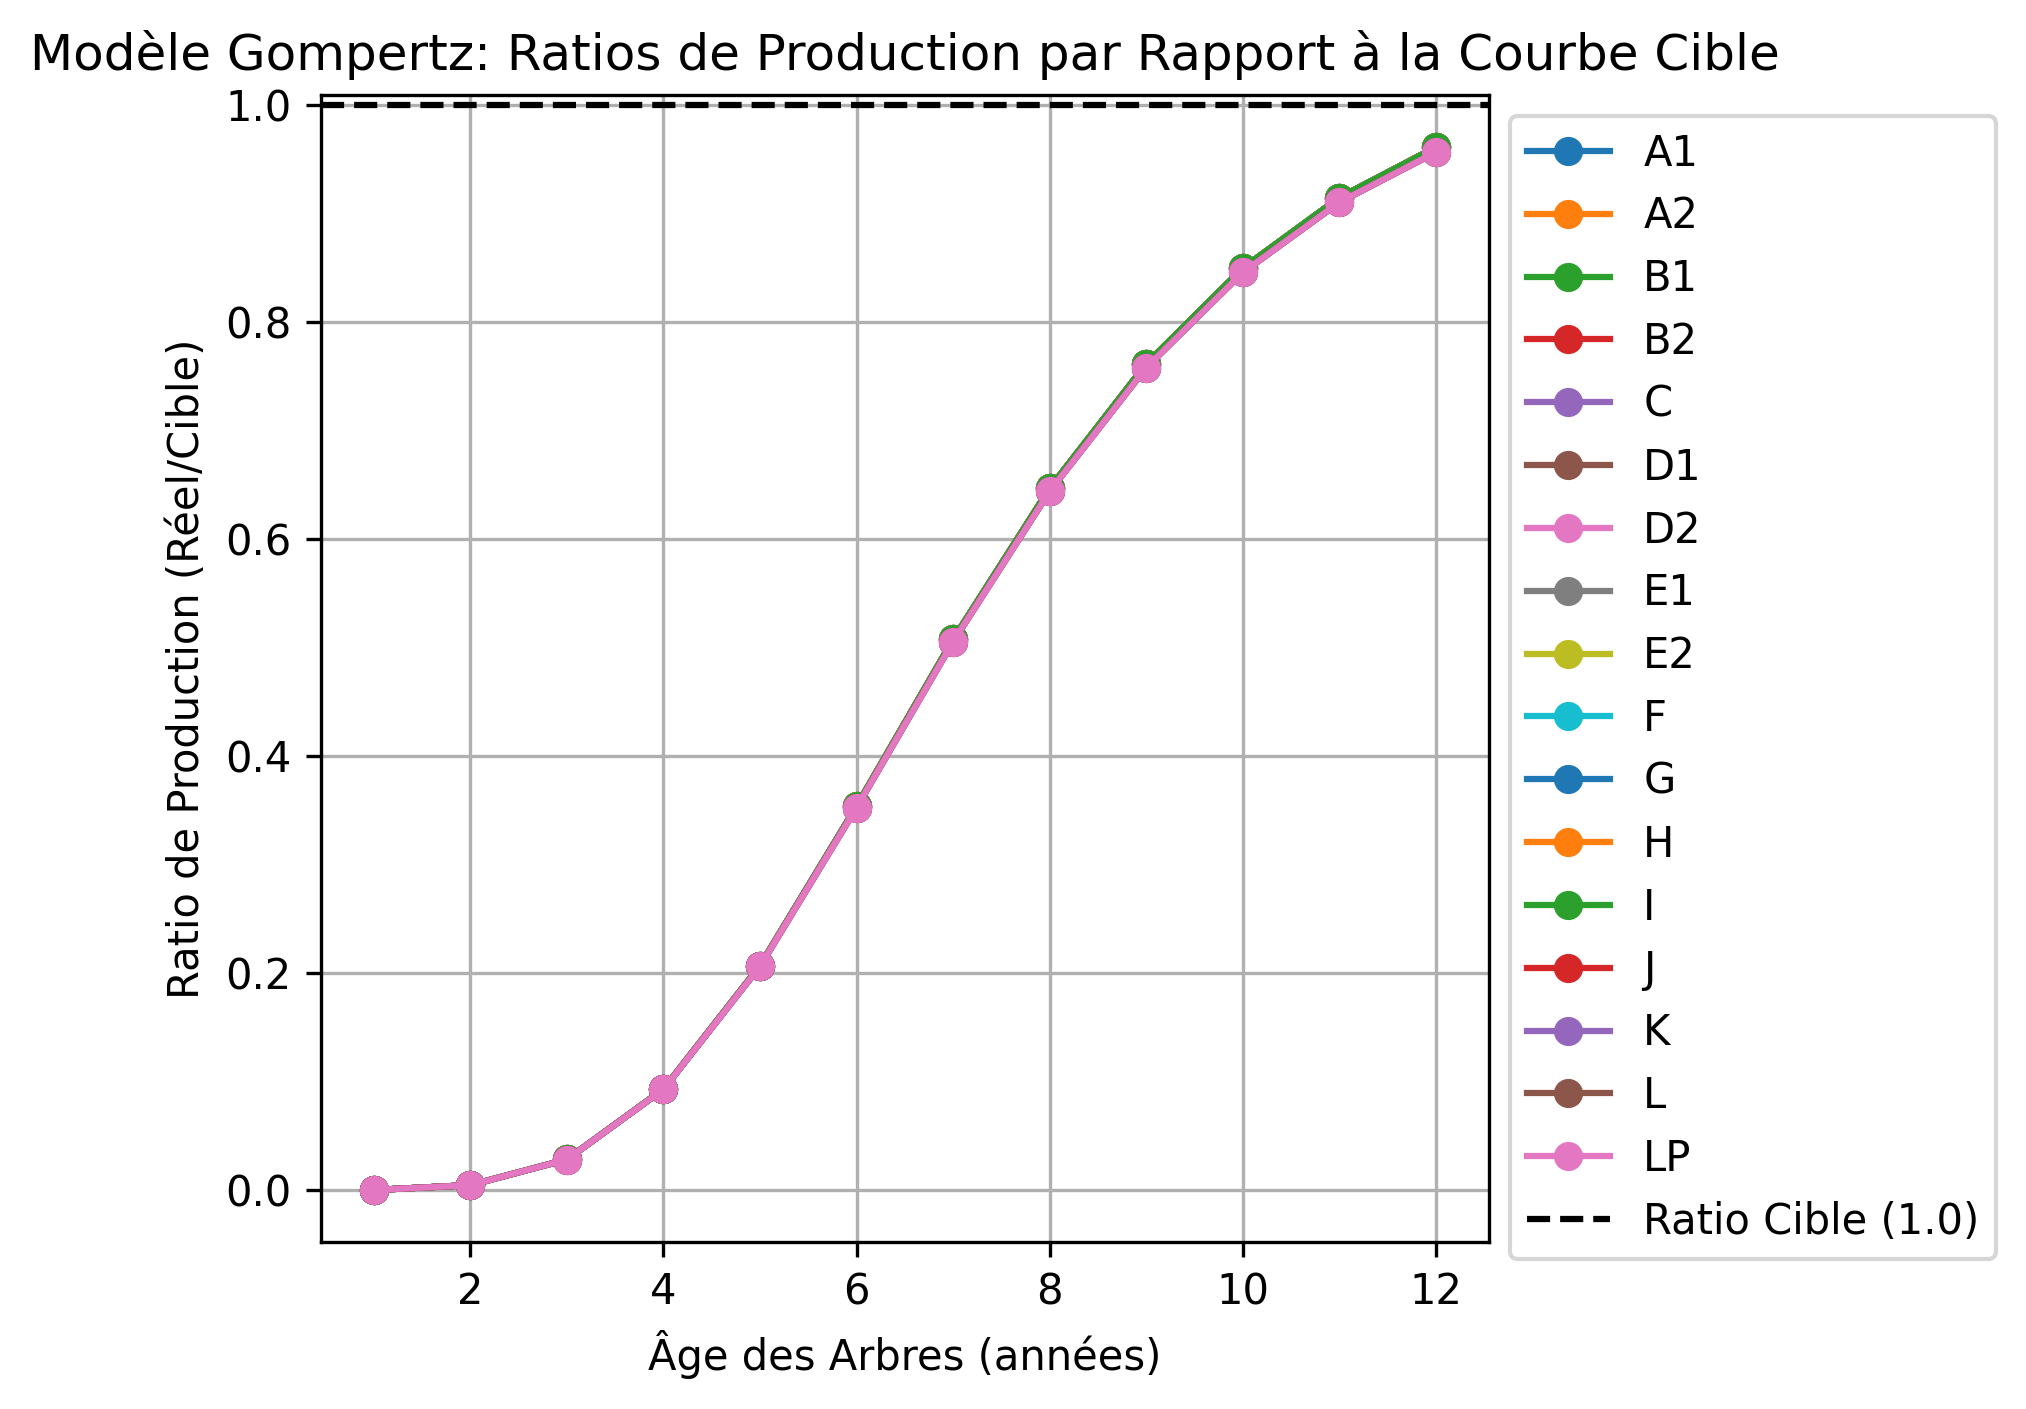 Modèle Gompertz: Ratios de Production par Rapport à la Courbe Cible
Ratio de Production (Réel/Cible)
1.0
0.8
0.6
0.4
0.2
0.0
2 4 6 8 10 12
Âge des Arbres (années)
A1
A2
B1
B2
C
D1
D2
E1
E2
F
G
H
I
J
K
L
LP
Ratio Cible (1.0)